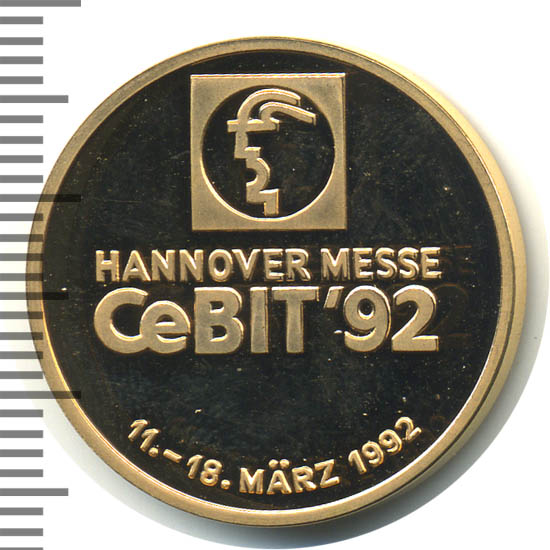 HANNOVER MESSE
CeBIT '92
11.-18. MÄRZ 1992